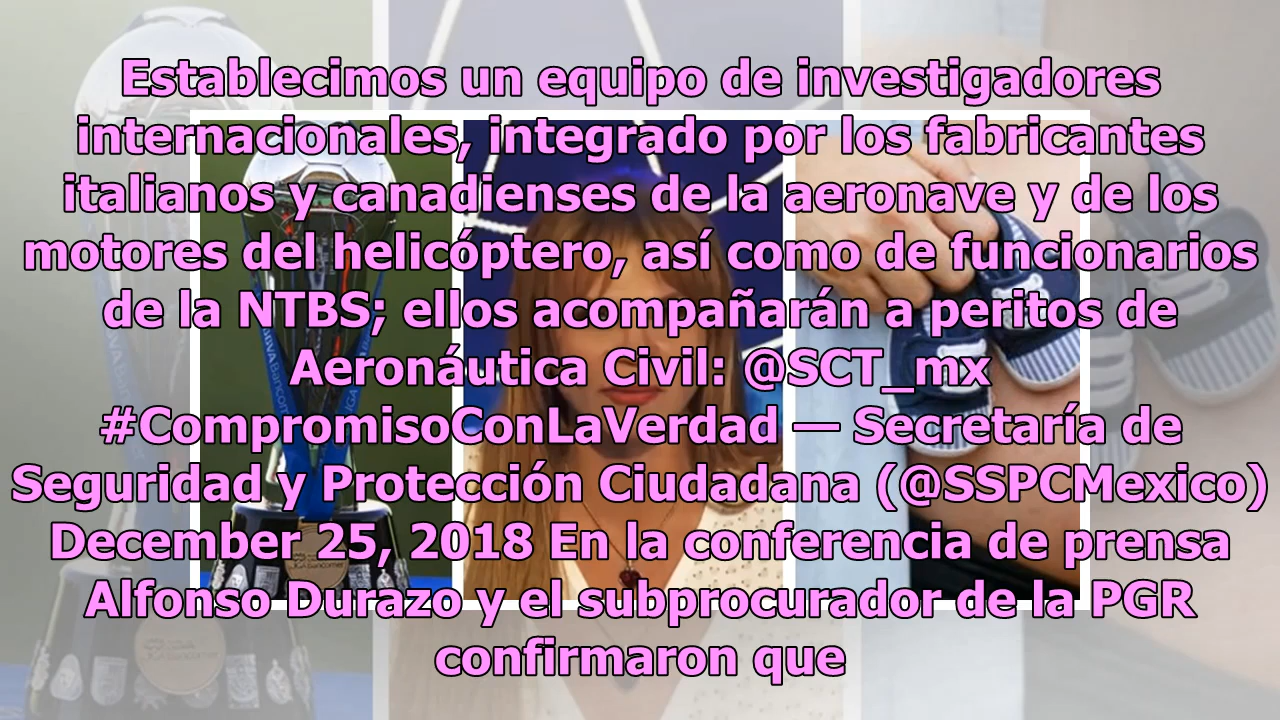 Establecimos un equipo de investigadores
internacionales, integrado por los fabricantes
italianos y canadienses de la aeronave y de los
motores del helicóptero, así como de funcionarios
de la NTBS; ellos acompañarán a peritos de
Aeronáutica Civil: @SCT_mx
#CompromisoConLaVerdad — Secretaría de
Seguridad y Protección Ciudadana (@SSPCMexico)
December 25, 2018 En la conferencia de prensa
Alfonso Durazo y el subprocurador de la PGR
confirmaron que